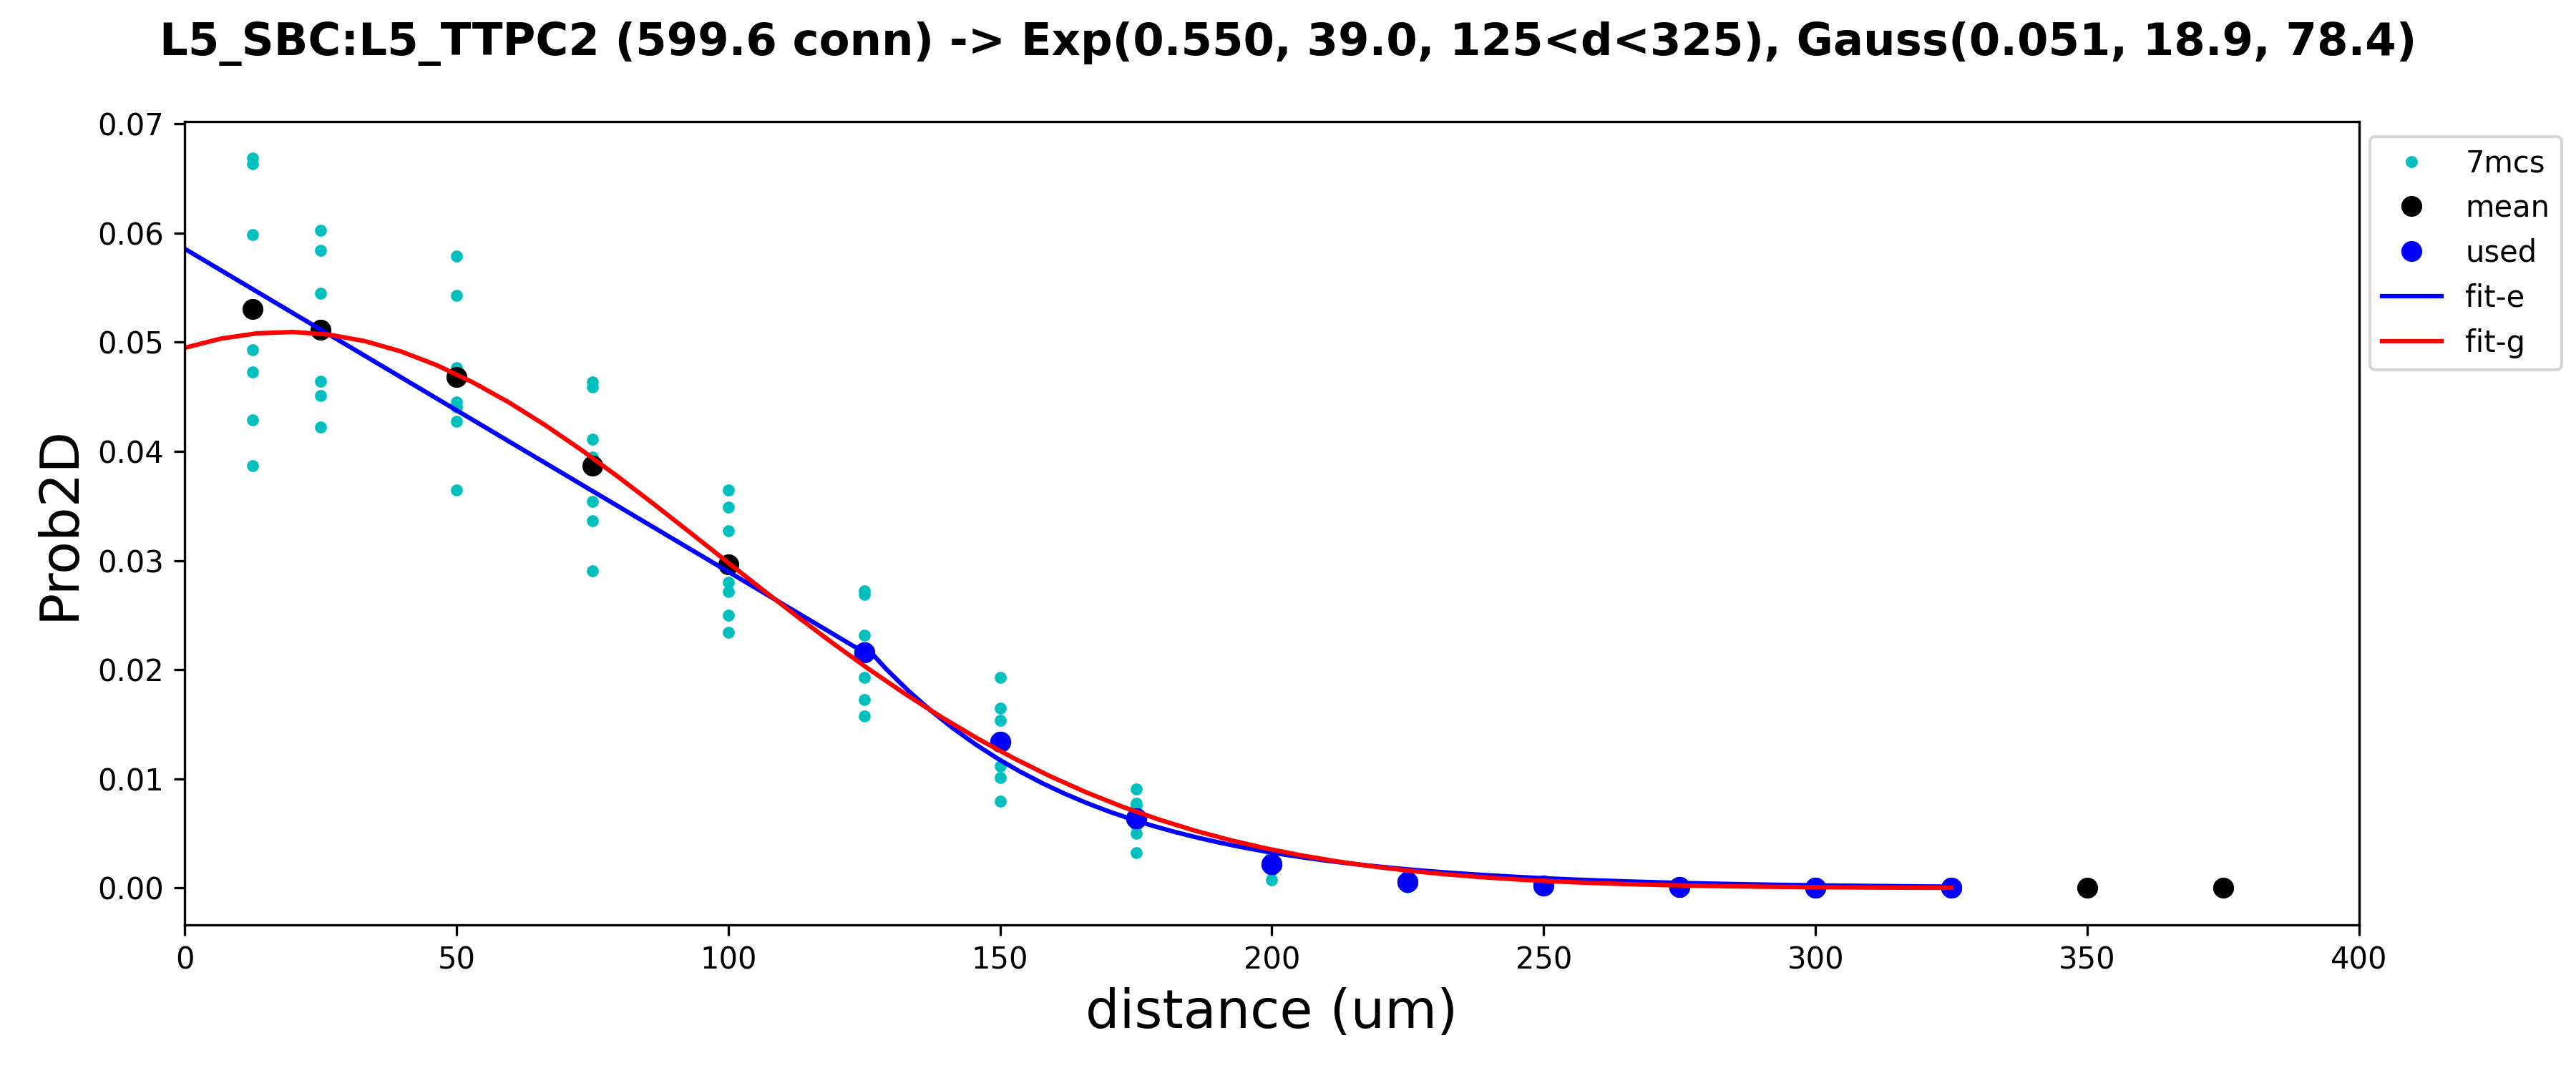 L5_SBC:L5_TTPC2 (599.6 conn) -> Exp(0.550, 39.0, 125<d<325), Gauss(0.051, 18.9, 78.4)
0.07
0.06
0.05
0.04
0.03
0.02
0.01
0.00
Prob2D
0 50 100 150 200 250 300 350 400
distance (um)
7mcs
mean
used
fit-e
fit-g